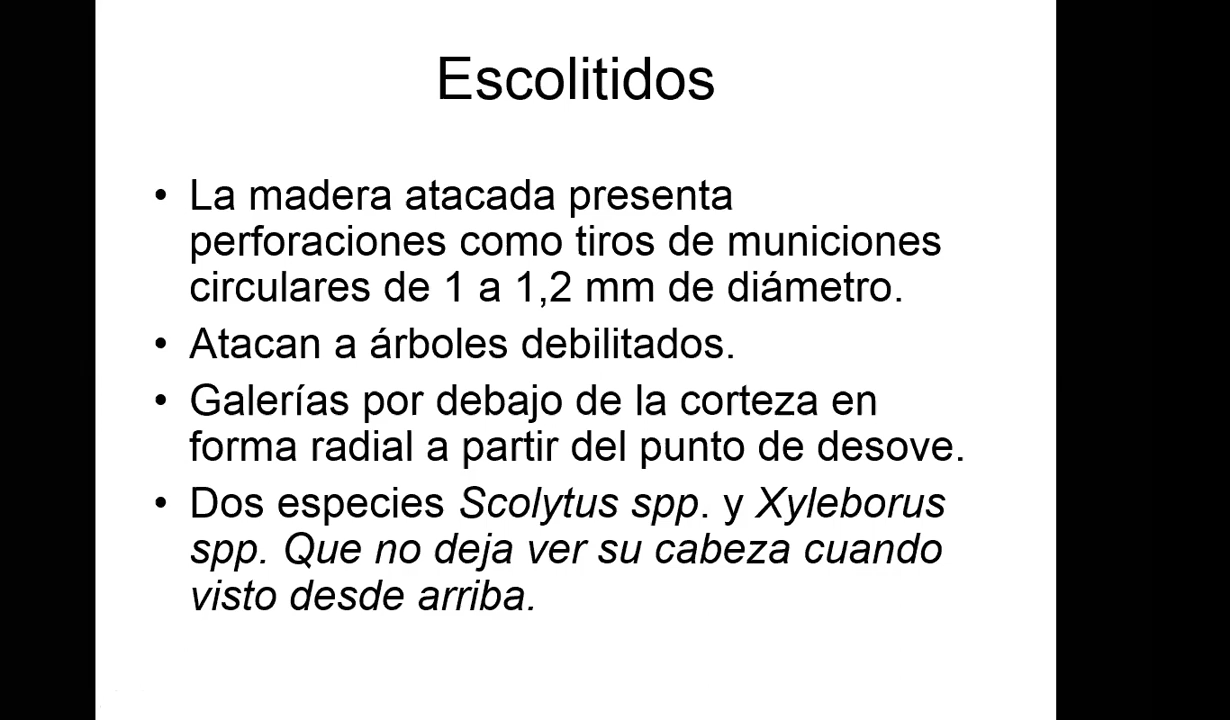 Escolitidos
• La madera atacada presenta
perforaciones como tiros de municiones
circulares de 1 a 1,2 mm de diámetro.
• Atacan a árboles debilitados.
• Galerías por debajo de la corteza en
forma radial a partir del punto de desove.
• Dos especies Scolytus spp. y Xyleborus
spp. Que no deja ver su cabeza cuando
visto desde arriba.